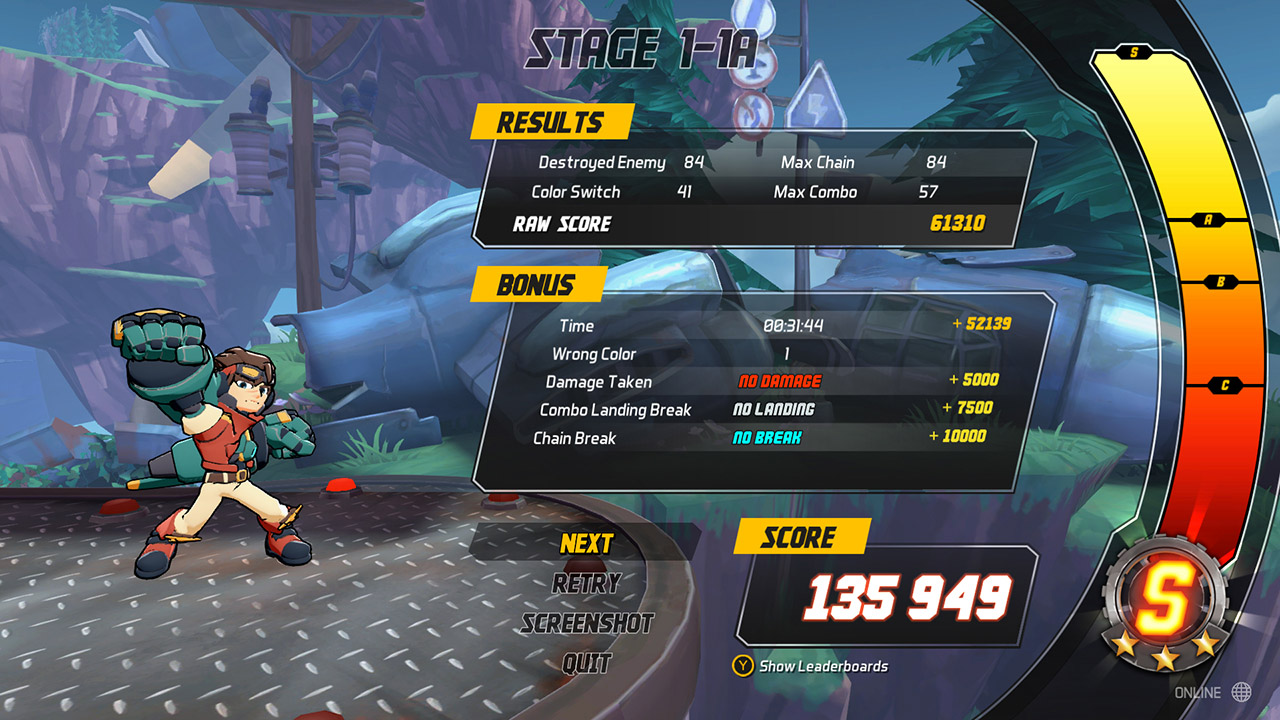 STAGE 1-1A
RESULTS
Destroyed Enemy 84 Max Chain 84
Color Switch 41 Max Combo 57
RAW SCORE 61310
BONUS
Time 00:31:44 + 52139
Wrong Color 1
Damage Taken NO DAMAGE + 5000
Combo Landing Break NO LANDING + 7500
Chain Break NO BREAK + 10000
NEXT
RETRY
SCREENSHOT
QUIT
SCORE
135 949
Y Show Leaderboards
S
A
B
C
S
ONLINE